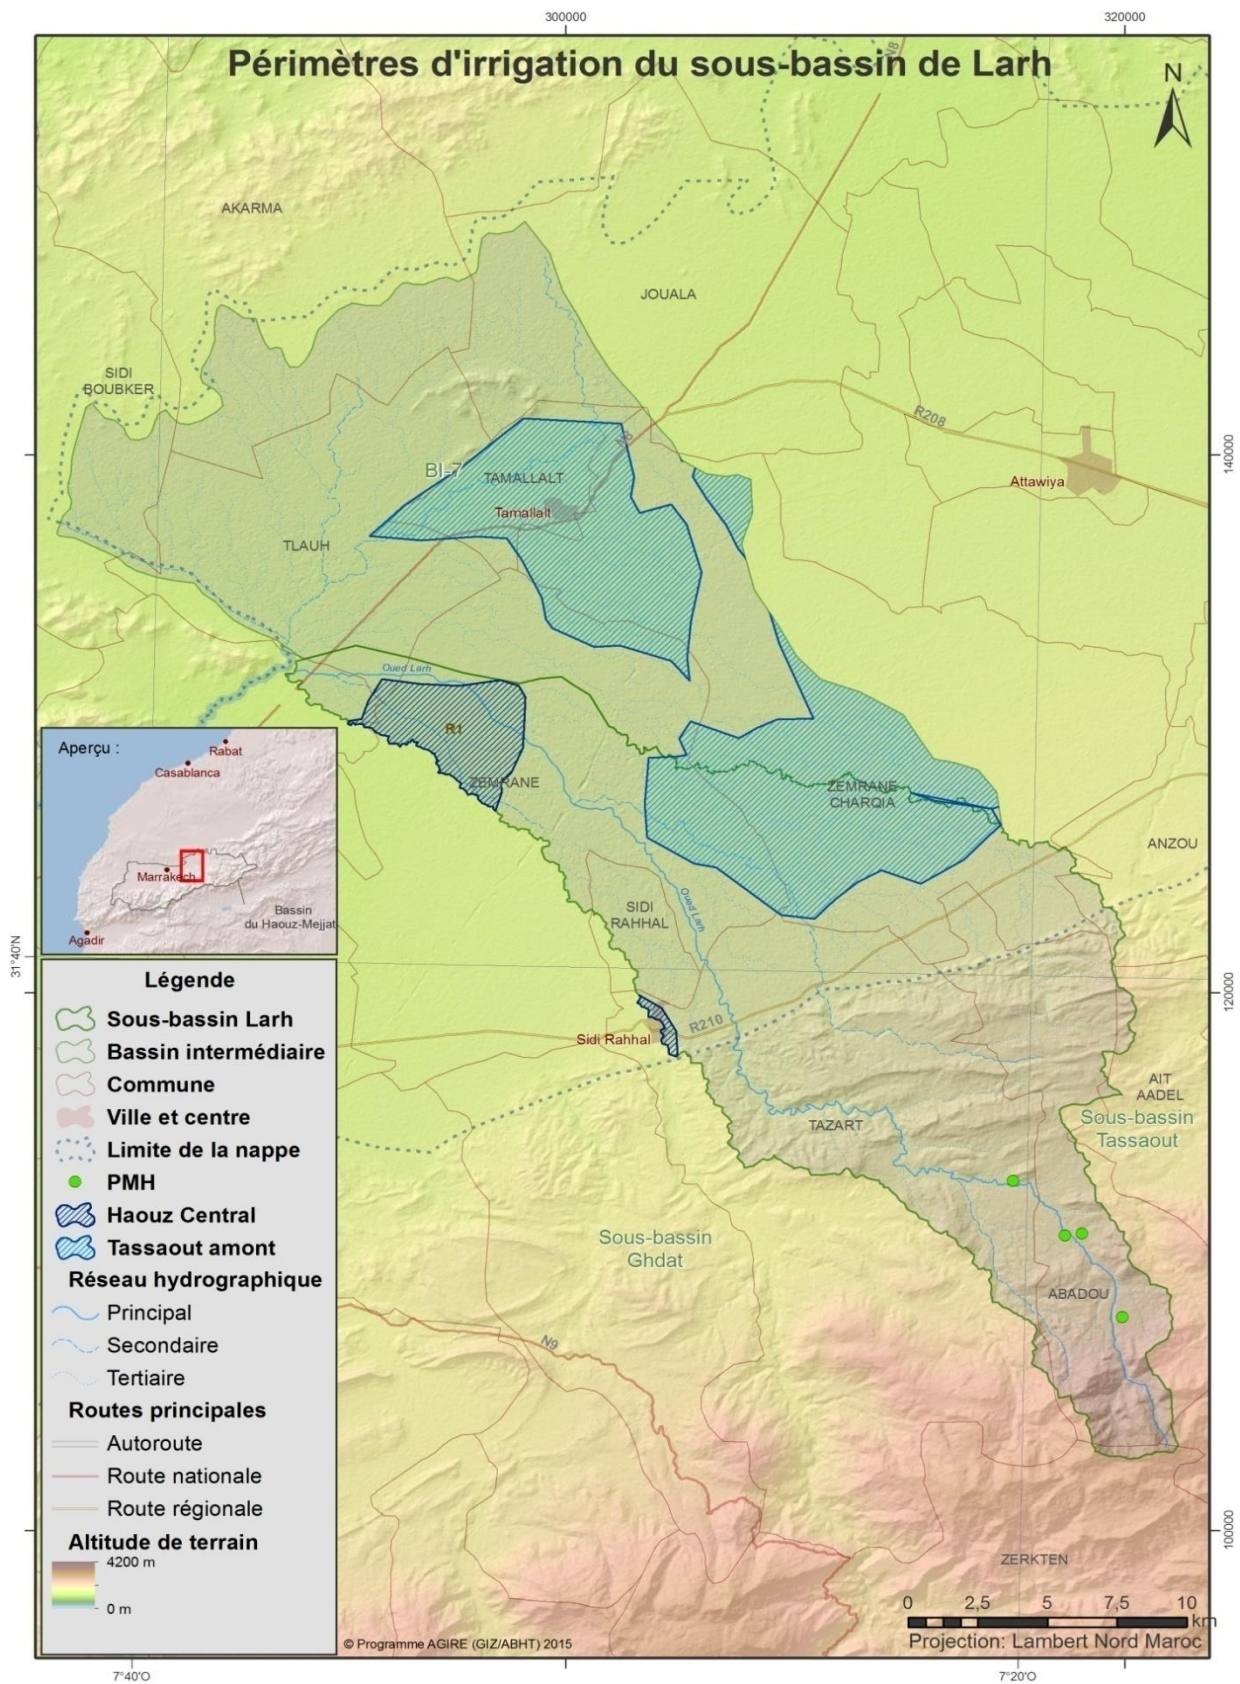 300000
320000
Périmètres d'irrigation du sous-bassin de Larh
N
N8
AKARMA
JOUALA
SIDI
BOUBKER
R208
140000
N8
BI-7
TAMALLALT
Attawiya
Tamallalt
TLAUH
Oued Larh
R1
ZEMRANE
ZEMRANE
CHARQIA
ANZOU
Aperçu :
Rabat
Casablanca
Marrakech
Bassin
du Haouz-Mejjat
Agadir
SIDI
RAHHAL
Oued Larh
31°40'N
120000
R210
Sidi Rahhal
AIT
AADEL
Sous-bassin
Tassaout
TAZART
Sous-bassin
Ghdat
ABADOU
N9
ZERKTEN
100000
Légende
Sous-bassin Larh
Bassin intermédiaire
Commune
Ville et centre
Limite de la nappe
PMH
Haouz Central
Tassaout amont
Réseau hydrographique
Principal
Secondaire
Tertiaire
Routes principales
Autoroute
Route nationale
Route régionale
Altitude de terrain
4200 m
0 m
© Programme AGIRE (GIZ/ABHT) 2015
0 2,5 5 7,5 10
km
Projection: Lambert Nord Maroc
7°40'O
7°20'O